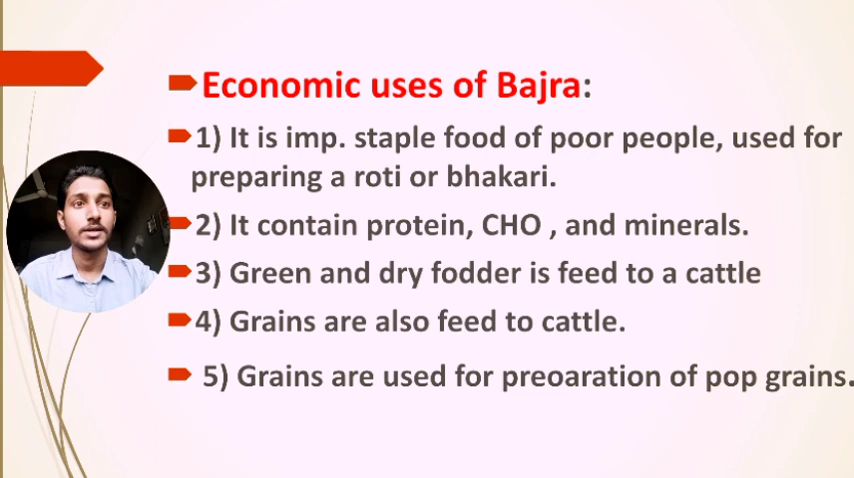 Economic uses of Bajra:
1) It is imp. staple food of poor people, used for
preparing a roti or bhakari.
2) It contain protein, CHO , and minerals.
3) Green and dry fodder is feed to a cattle
4) Grains are also feed to cattle.
5) Grains are used for preoaration of pop grains.